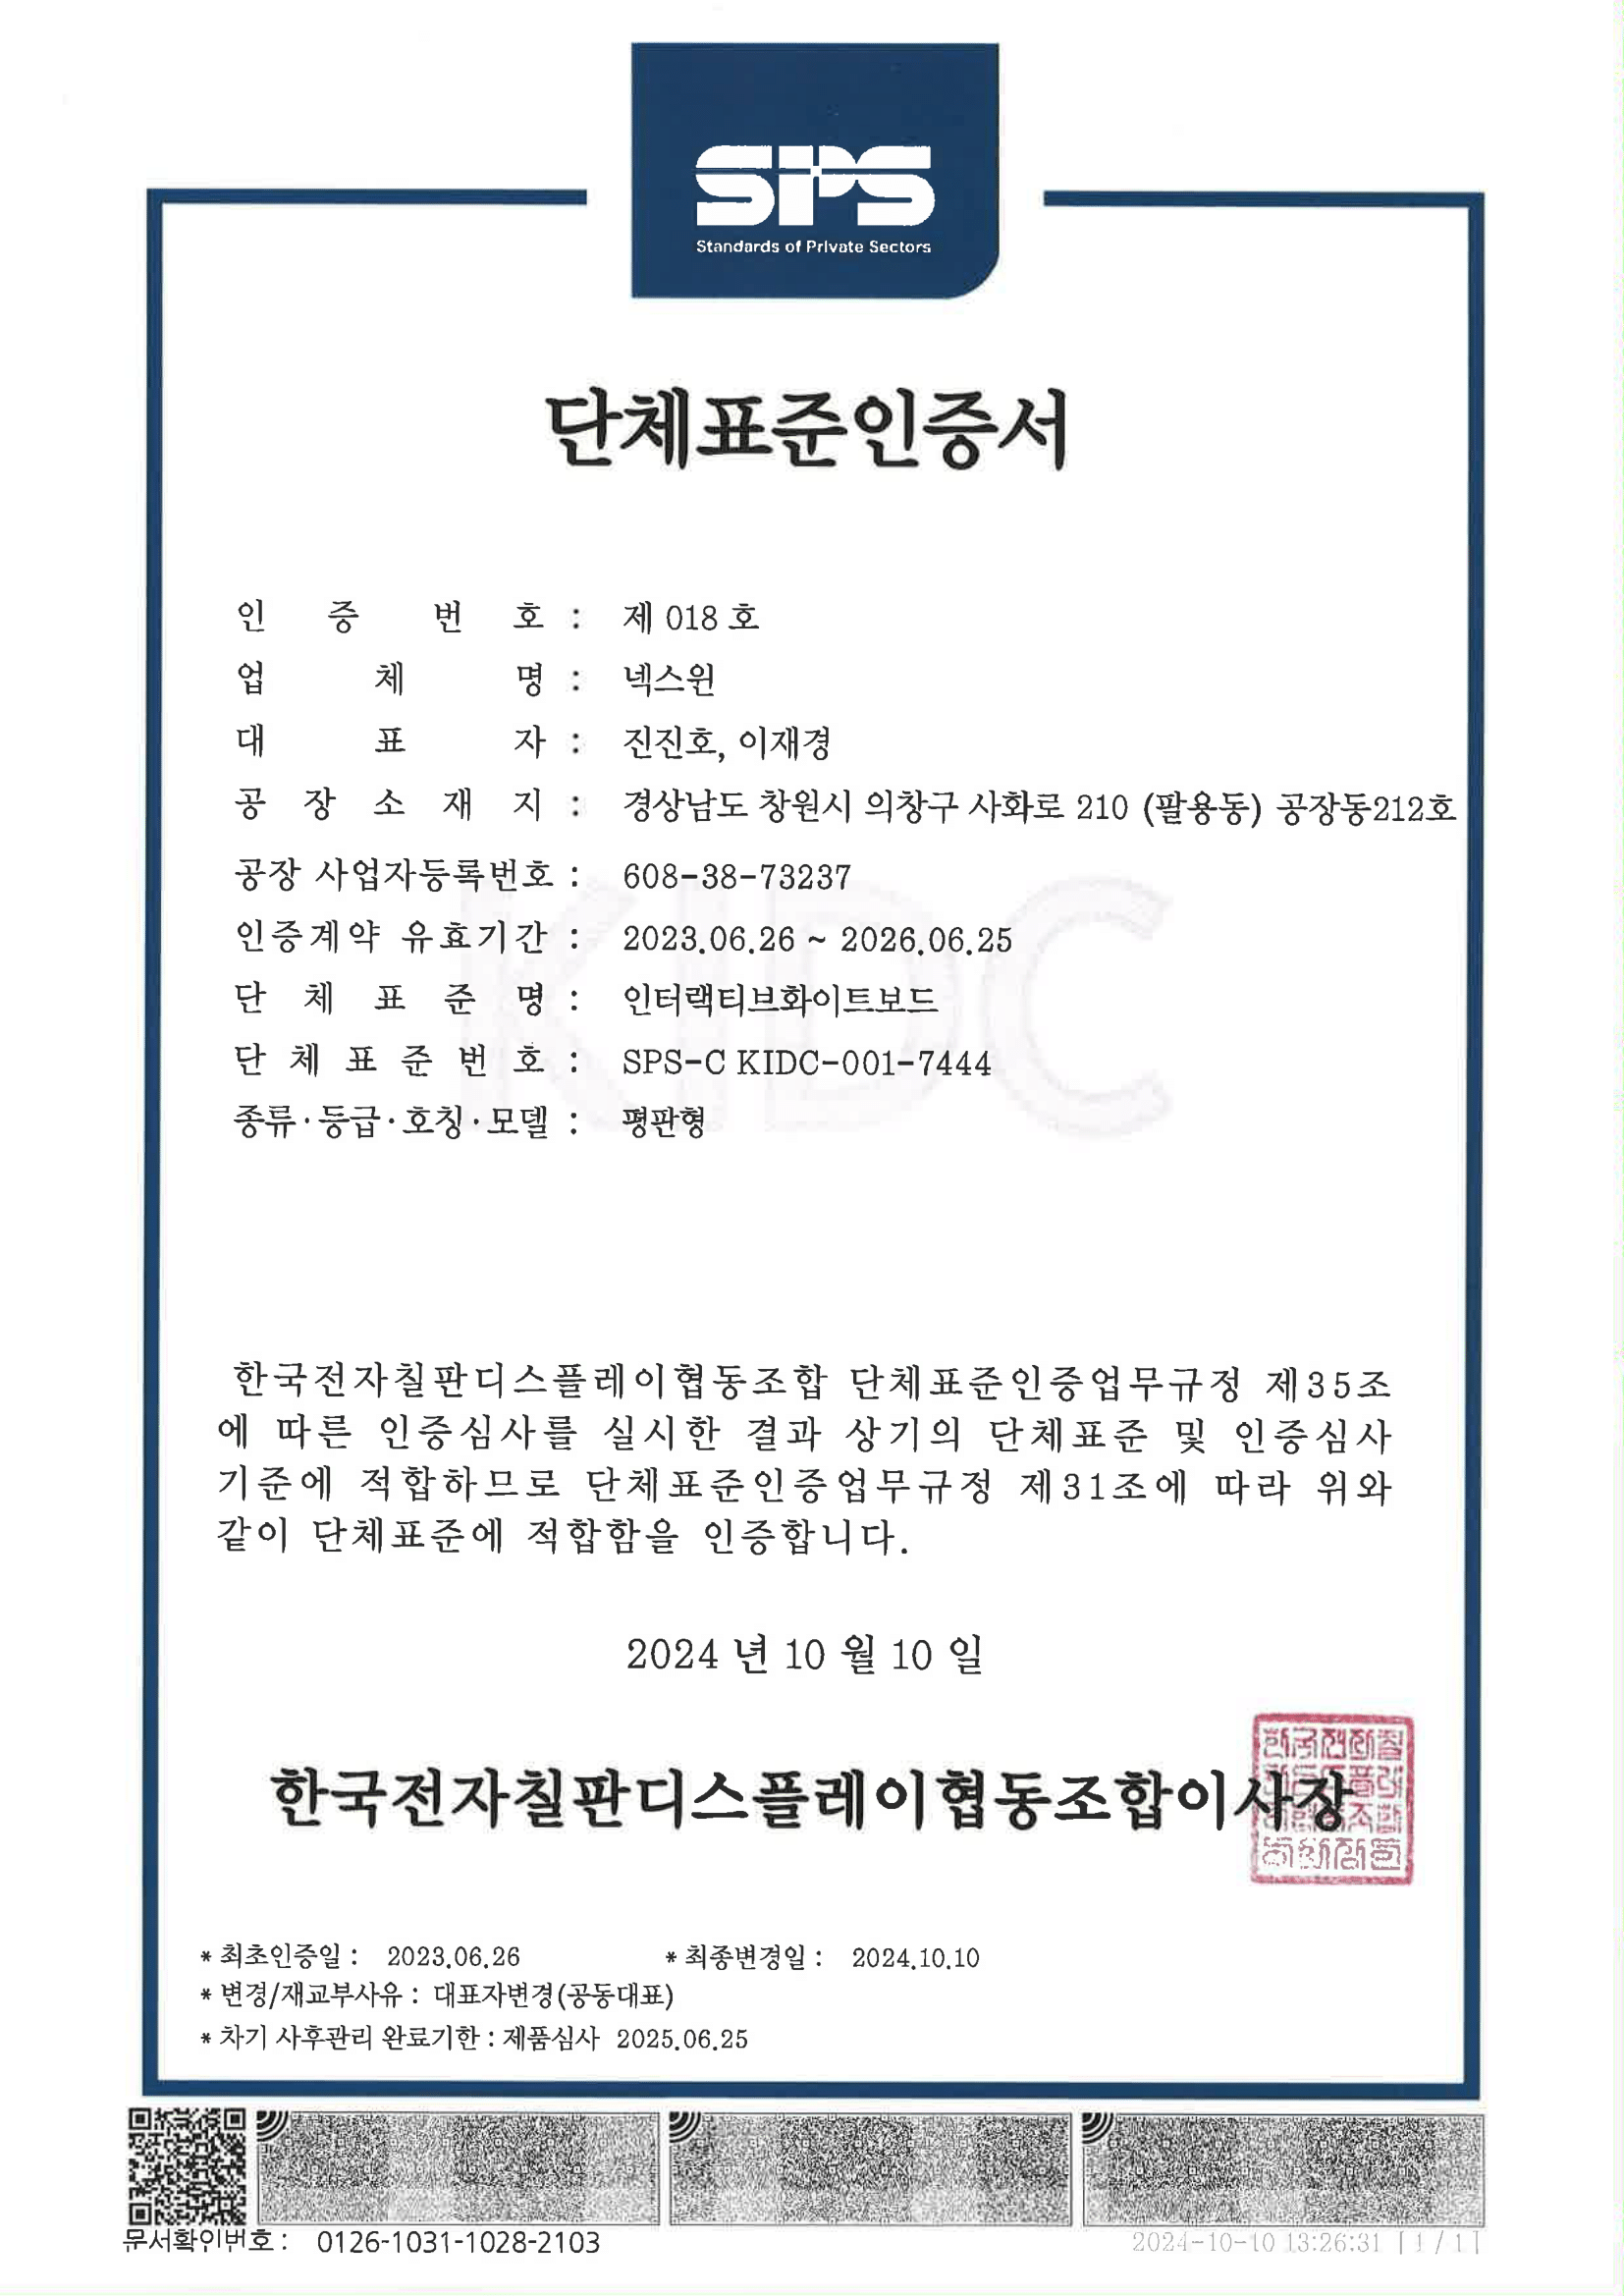 SPS
Standards of Private Sectors
단체표준인증서
인 증 번 호 : 제 018 호
업 체 명 : 넥스윈
대 표 자 : 진진호, 이재경
공 장 소 재 지 : 경상남도 창원시 의창구 사화로 210 (팔용동) 공장동212호
공장 사업자등록번호 : 608-38-73237
인증계약 유효기간 : 2023.06.26 ~ 2026.06.25
단 체 표 준 명 : 인터랙티브화이트보드
단 체 표 준 번 호 : SPS-C KIDC-001-7444
종류·등급·호칭·모델 : 평판형
KIDC
한국전자칠판디스플레이협동조합 단체표준인증업무규정 제35조
에 따른 인증심사를 실시한 결과 상기의 단체표준 및 인증심사
기준에 적합하므로 단체표준인증업무규정 제31조에 따라 위와
같이 단체표준에 적합함을 인증합니다.
2024 년 10 월 10 일
한국전자칠판디스플레이협동조합이사장
* 최초인증일 : 2023.06.26 * 최종변경일 : 2024.10.10
* 변경/재교부사유 : 대표자변경(공동대표)
* 차기 사후관리 완료기한 : 제품심사 2025.06.25
문서확인번호 : 0126-1031-1028-2103
2024-10-10 13:26:31 [1/1]